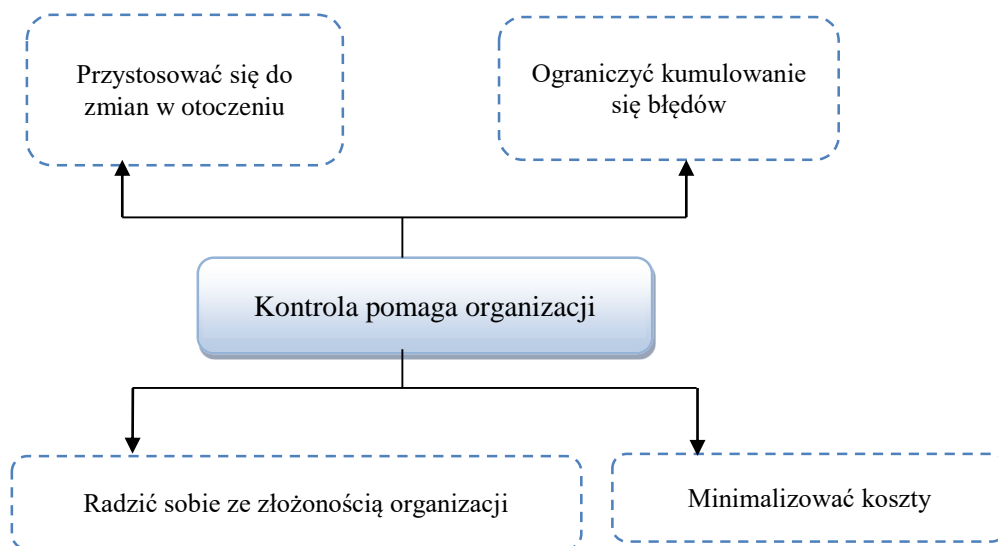 Przystosować się do
zmian w otoczeniu
Ograniczyć kumulowanie
się błędów
Kontrola pomaga organizacji
Radzić sobie ze złożonością organizacji
Minimalizować koszty